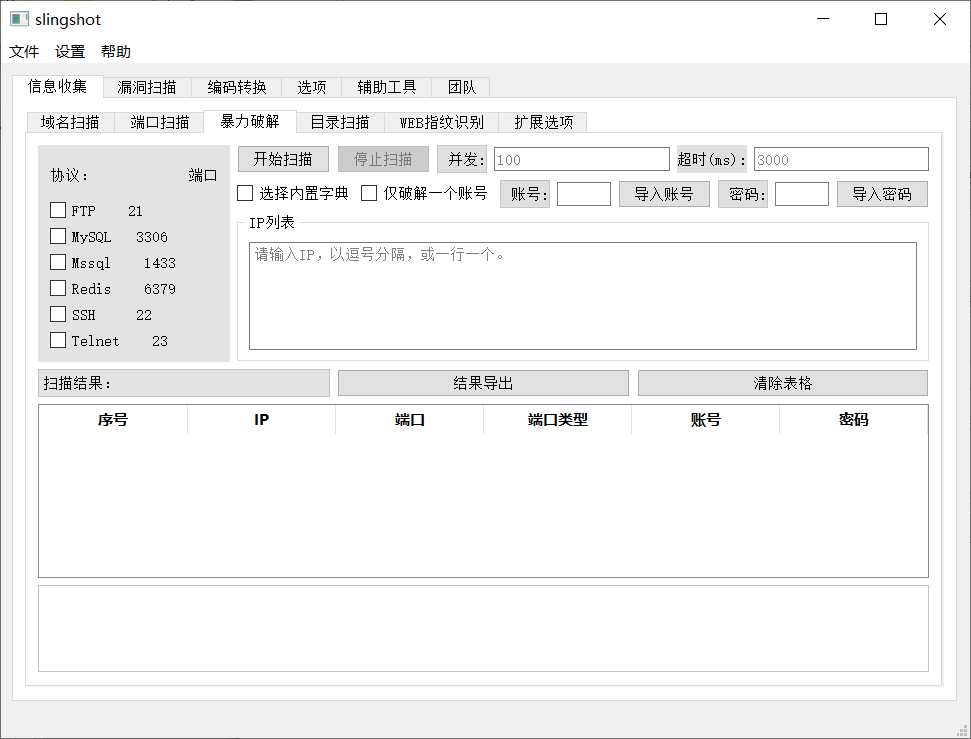 slingshot
文件 设置 帮助
信息收集 漏洞扫描 编码转换 选项 辅助工具 团队
域名扫描 端口扫描 暴力破解 目录扫描 WEB指纹识别 扩展选项
协议： 端口
FTP 21
MySQL 3306
Mssql 1433
Redis 6379
SSH 22
Telnet 23
开始扫描 停止扫描 并发: 100 超时(ms)： 3000
选择内置字典 仅破解一个账号 账号: 导入账号 密码: 导入密码
IP列表
请输入IP，以逗号分隔，或一行一个。
扫描结果： 结果导出 清除表格
序号 IP 端口 端口类型 账号 密码